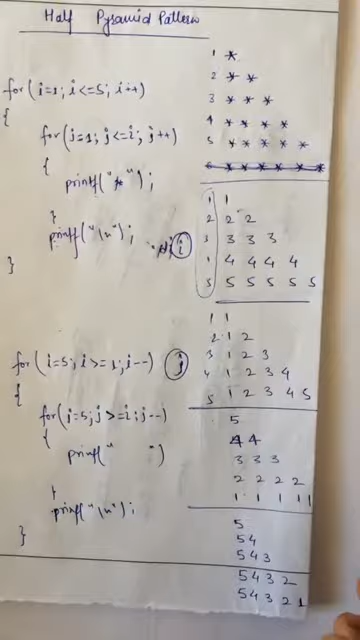 Half Pyramid Pattern
for(i=1; i<=5; i++)
{
for(j=1; j<=i; j++)
{
printf("*");
}
printf("\n");
}
i
for(i=5; i>=1; i--)
{
for(j=5; j>=i; j--)
{
printf(" ")
}
printf("\n");
}
j
1 *
2 * *
3 * * *
4 * * * *
5 * * * * *
1 1
2 2 2
3 3 3 3
4 4 4 4
5 5 5 5 5 5
1 1
2 1 2
3 1 2 3
4 1 2 3 4
5 1 2 3 4 5
5
4 4
3 3 3
2 2 2 2
1 1 1 1 1
5
5 4
5 4 3
5 4 3 2
5 4 3 2 1